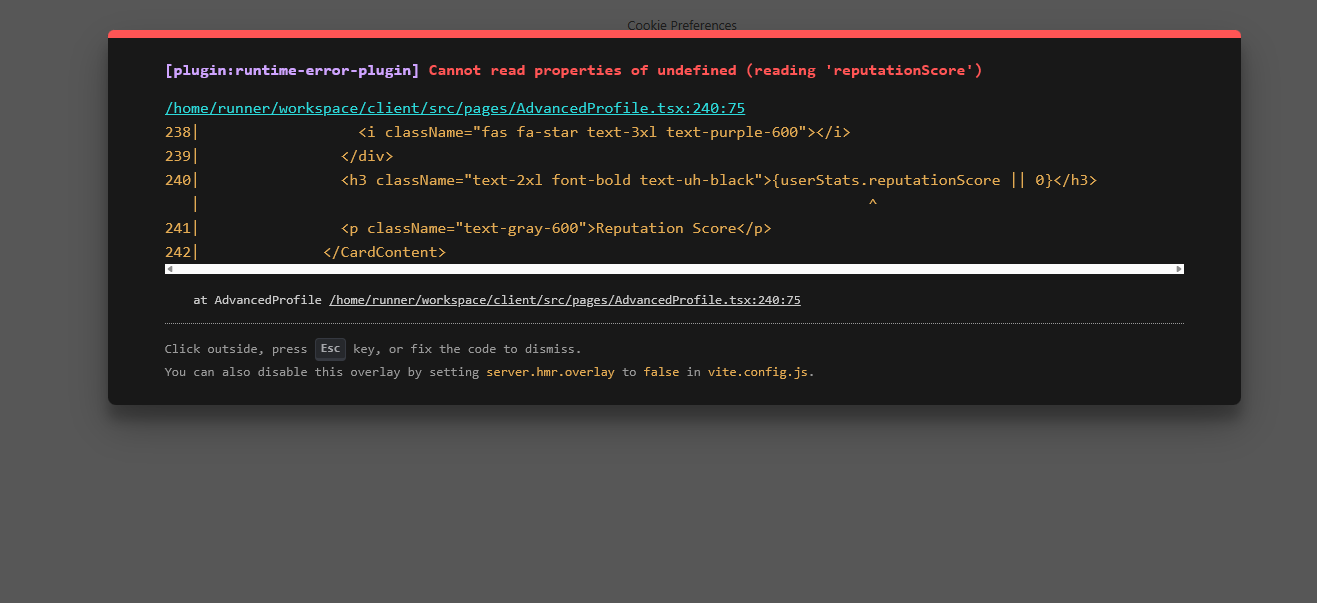 Cookie Preferences
[plugin:runtime-error-plugin] Cannot read properties of undefined (reading 'reputationScore')
/home/runner/workspace/client/src/pages/AdvancedProfile.tsx:240:75
238|                  <i className="fas fa-star text-3xl text-purple-600"></i>
239|                </div>
240|                <h3 className="text-2xl font-bold text-uh-black">{userStats.reputationScore || 0}</h3>
   |                                                                            ^
241|                <p className="text-gray-600">Reputation Score</p>
242|              </CardContent>
at AdvancedProfile /home/runner/workspace/client/src/pages/AdvancedProfile.tsx:240:75
Click outside, press Esc key, or fix the code to dismiss.
You can also disable this overlay by setting server.hmr.overlay to false in vite.config.js.